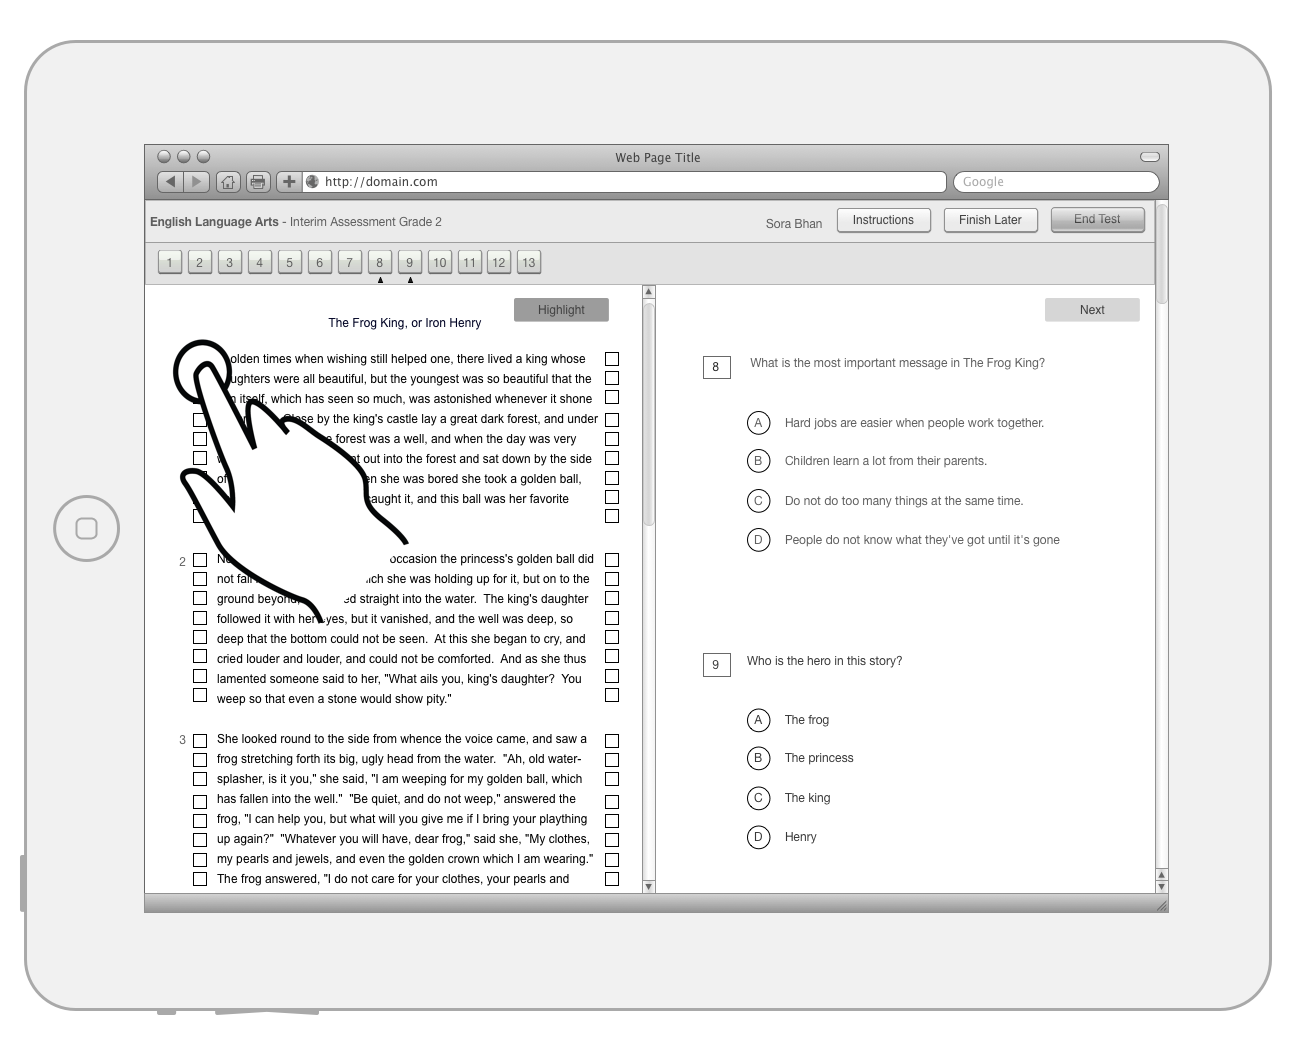 Web Page Title
http://domain.com
Google
English Language Arts - Interim Assessment Grade 2
Sora Bhan
Instructions
Finish Later
End Test
1 2 3 4 5 6 7 8 9 10 11 12 13
Highlight
The Frog King, or Iron Henry
times when wishing still helped one, there lived a king whose
were all beautiful, but the youngest was so beautiful that the
itself, which has seen so much, was astonished whenever it shone
by the king's castle lay a great dark forest, and under
forest was a well, and when the day was very
out into the forest and sat down by the side
of she was bored she took a golden ball,
caught it, and this ball was her favorite
2
occasion the princess's golden ball did
not she was holding up for it, but on to the
ground beyond, straight into the water. The king's daughter
followed it with her eyes, but it vanished, and the well was deep, so
deep that the bottom could not be seen. At this she began to cry, and
cried louder and louder, and could not be comforted. And as she thus
lamented someone said to her, "What ails you, king's daughter? You
weep so that even a stone would show pity."
3
She looked round to the side from whence the voice came, and saw a
frog stretching forth its big, ugly head from the water. "Ah, old water-
splasher, is it you," she said, "I am weeping for my golden ball, which
has fallen into the well." "Be quiet, and do not weep," answered the
frog, "I can help you, but what will you give me if I bring your plaything
up again?" "Whatever you will have, dear frog," said she, "My clothes,
my pearls and jewels, and even the golden crown which I am wearing."
The frog answered, "I do not care for your clothes, your pearls and
Next
8 What is the most important message in The Frog King?
A Hard jobs are easier when people work together.
B Children learn a lot from their parents.
C Do not do too many things at the same time.
D People do not know what they've got until it's gone
9 Who is the hero in this story?
A The frog
B The princess
C The king
D Henry